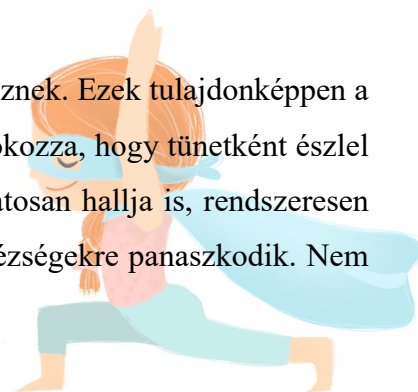 znek. Ezek tulajdonképpen a
okozza, hogy tünetként észlel
atosan hallja is, rendszeresen
ézségekre panaszkodik. Nem